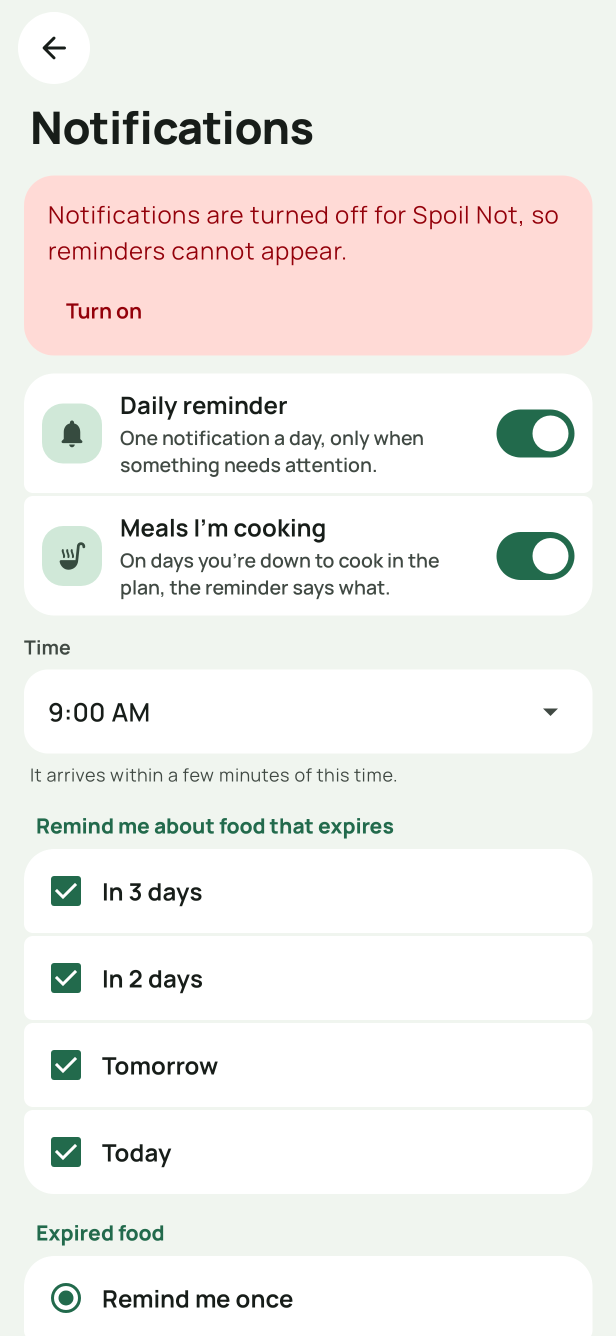 Notifications
Notifications are turned off for Spoil Not, so
reminders cannot appear.
Turn on
Daily reminder
One notification a day, only when
something needs attention.
Meals I’m cooking
On days you’re down to cook in the
plan, the reminder says what.
Time
9:00 AM
It arrives within a few minutes of this time.
Remind me about food that expires
In 3 days
In 2 days
Tomorrow
Today
Expired food
Remind me once